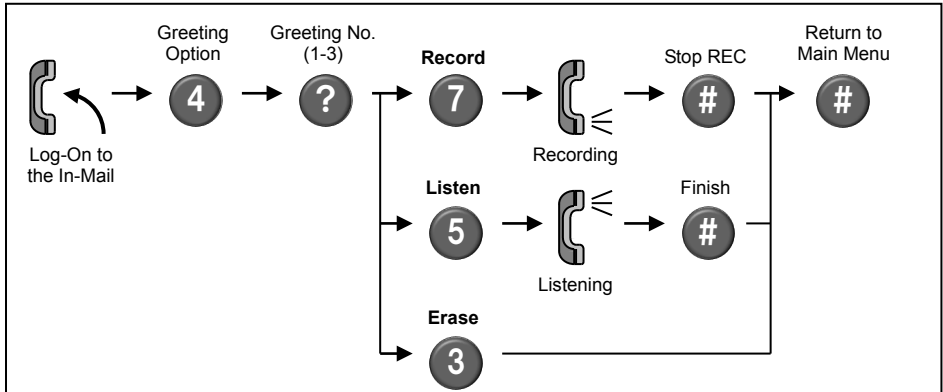 Greeting
Option
Greeting No.
(1-3)
Record
Stop REC
Return to
Main Menu
4
?
7
#
#
Log-On to
the In-Mail
Recording
Listen
Finish
5
#
Listening
Erase
3